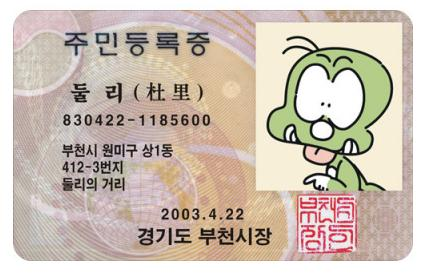 주민등록증
둘 리(杜里)
830422-1185600
부천시 원미구 상1동
412-3번지
둘리의 거리
2003.4.22
경기도 부천시장